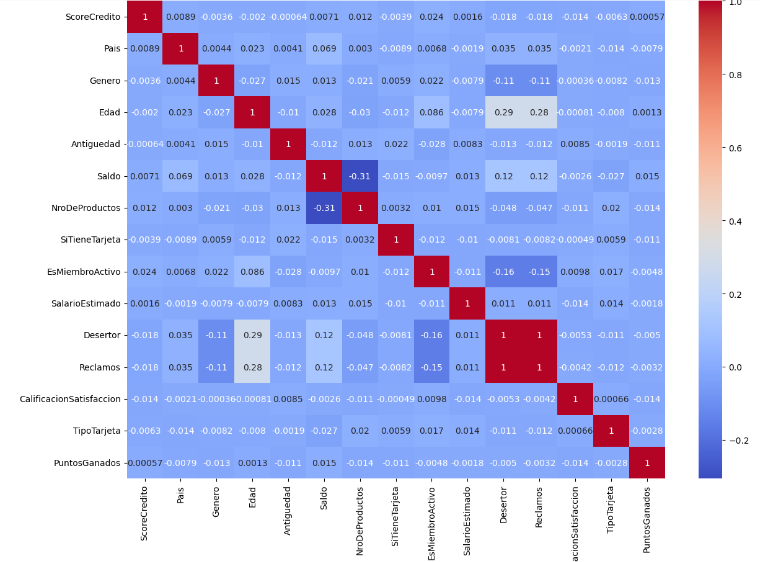 ScoreCredito 1 0.0089 -0.0036 -0.002 -0.00064 0.0071 0.012 -0.0039 0.024 0.0016 -0.018 -0.018 -0.014 -0.0063 0.00057
Pais 0.0089 1 0.0044 0.023 0.0041 0.069 0.003 -0.0089 0.0068 -0.0019 0.035 0.035 -0.0021 -0.014 -0.0079
Genero -0.0036 0.0044 1 -0.027 0.015 0.013 -0.021 0.0059 0.022 -0.0079 -0.11 -0.11 -0.00036 -0.0082 -0.013
Edad -0.002 0.023 -0.027 1 -0.01 0.028 -0.03 -0.012 0.086 -0.0079 0.29 0.28 -0.00081 -0.008 0.0013
Antiguedad -0.00064 0.0041 0.015 -0.01 1 -0.012 0.013 0.022 -0.028 0.0083 -0.013 -0.012 0.0085 -0.0019 -0.011
Saldo 0.0071 0.069 0.013 0.028 -0.012 1 -0.31 -0.015 -0.0097 0.013 0.12 0.12 -0.0026 -0.027 0.015
NroDeProductos 0.012 0.003 -0.021 -0.03 0.013 -0.31 1 0.0032 0.01 0.015 -0.048 -0.047 -0.011 0.02 -0.014
SiTieneTarjeta -0.0039 -0.0089 0.0059 -0.012 0.022 -0.015 0.0032 1 -0.012 -0.01 -0.0081 -0.0082 -0.00049 0.0059 -0.011
EsMiembroActivo 0.024 0.0068 0.022 0.086 -0.028 -0.0097 0.01 -0.012 1 -0.011 -0.16 -0.15 0.0098 0.017 -0.0048
SalarioEstimado 0.0016 -0.0019 -0.0079 -0.0079 0.0083 0.013 0.015 -0.01 -0.011 1 0.011 0.011 -0.014 0.014 -0.0018
Desertor -0.018 0.035 -0.11 0.29 -0.013 0.12 -0.048 -0.0081 -0.16 0.011 1 1 -0.0053 -0.011 -0.005
Reclamos -0.018 0.035 -0.11 0.28 -0.012 0.12 -0.047 -0.0082 -0.15 0.011 1 1 -0.0042 -0.012 -0.0032
CalificacionSatisfaccion -0.014 -0.0021 -0.00036 0.00081 0.0085 -0.0026 -0.011 -0.00049 0.0098 -0.014 -0.0053 -0.0042 1 0.00066 -0.014
TipoTarjeta -0.0063 -0.014 -0.0082 -0.008 -0.0019 -0.027 0.02 0.0059 0.017 0.014 -0.011 -0.012 0.00066 1 -0.0028
PuntosGanados -0.00057 -0.0079 -0.013 0.0013 -0.011 0.015 -0.014 -0.011 -0.0048 -0.0018 -0.005 -0.0032 -0.014 -0.0028 1
ScoreCredito
Pais
Genero
Edad
Antiguedad
Saldo
NroDeProductos
SiTieneTarjeta
EsMiembroActivo
SalarioEstimado
Desertor
Reclamos
acionSatisfaccion
TipoTarjeta
PuntosGanados
1.0
0.8
0.6
0.4
0.2
0.0
−0.2